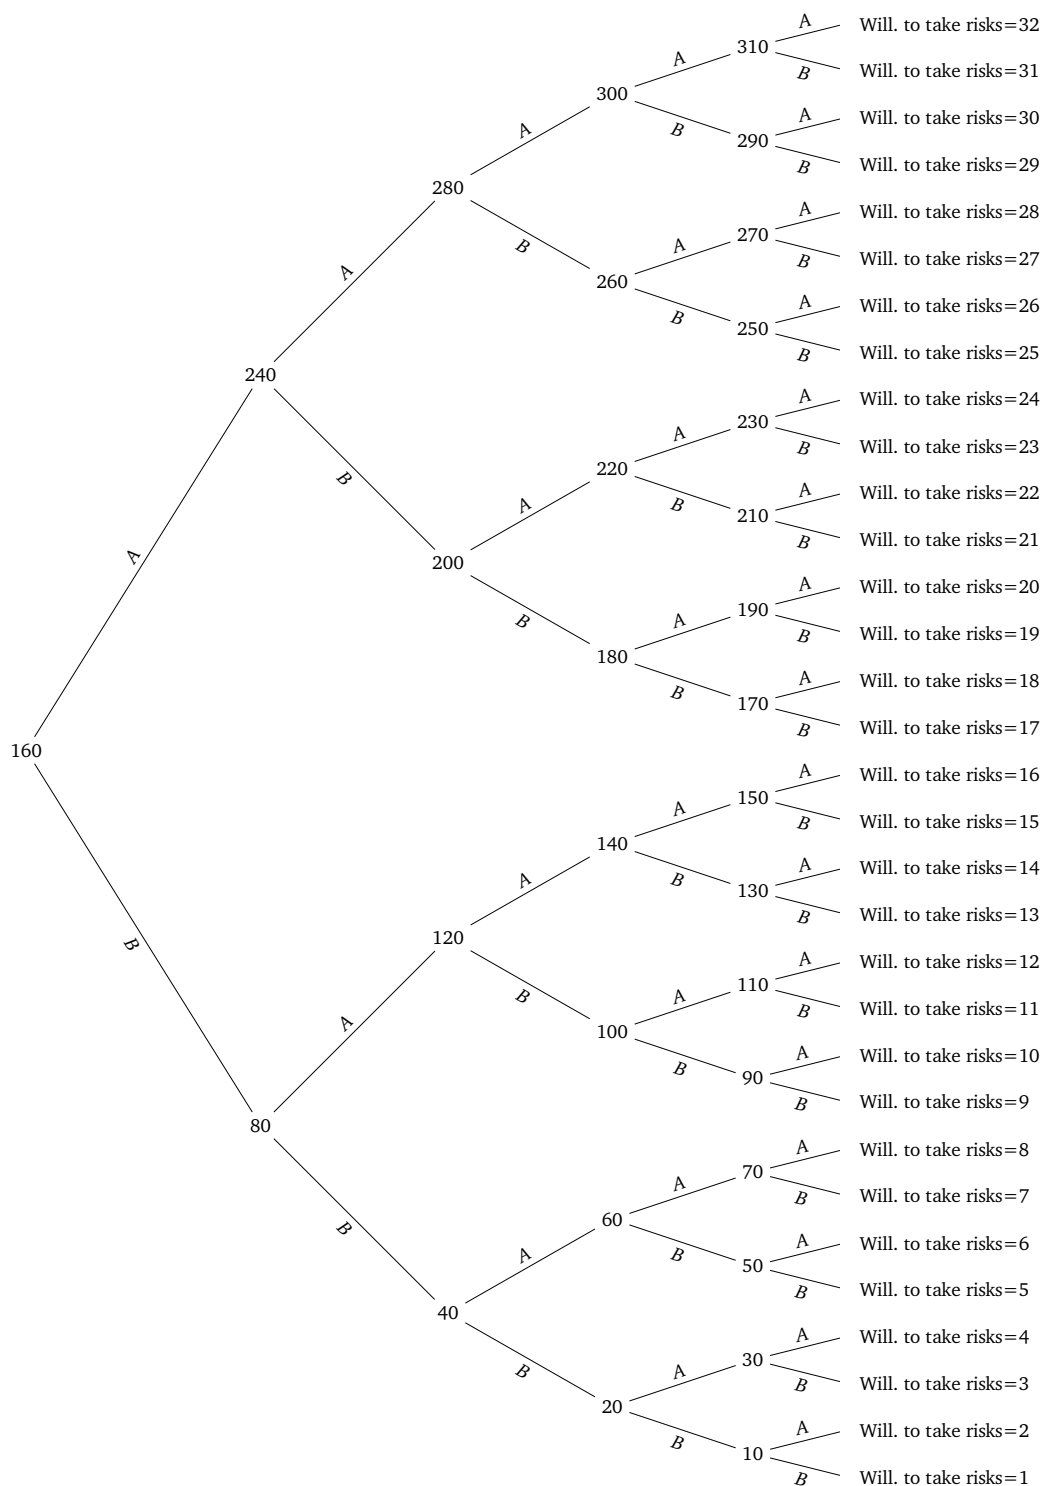 A
Will. to take risks=32
310
A
B
Will. to take risks=31
300
A
Will. to take risks=30
A
B
290
B
Will. to take risks=29
280
A
Will. to take risks=28
A
270
B
A
B
Will. to take risks=27
260
A
Will. to take risks=26
B
250
B
Will. to take risks=25
240
A
Will. to take risks=24
A
230
B
Will. to take risks=23
B
220
A
Will. to take risks=22
A
B
210
B
Will. to take risks=21
200
A
Will. to take risks=20
A
190
B
Will. to take risks=19
B
180
A
Will. to take risks=18
B
170
B
Will. to take risks=17
A
160
A
Will. to take risks=16
A
150
B
Will. to take risks=15
140
A
Will. to take risks=14
A
B
130
B
Will. to take risks=13
B
120
A
Will. to take risks=12
B
A
110
B
Will. to take risks=11
100
A
Will. to take risks=10
A
B
90
B
Will. to take risks=9
80
A
Will. to take risks=8
A
70
B
Will. to take risks=7
B
60
A
Will. to take risks=6
A
B
50
B
Will. to take risks=5
40
A
Will. to take risks=4
B
A
30
B
Will. to take risks=3
20
A
Will. to take risks=2
B
10
B
Will. to take risks=1